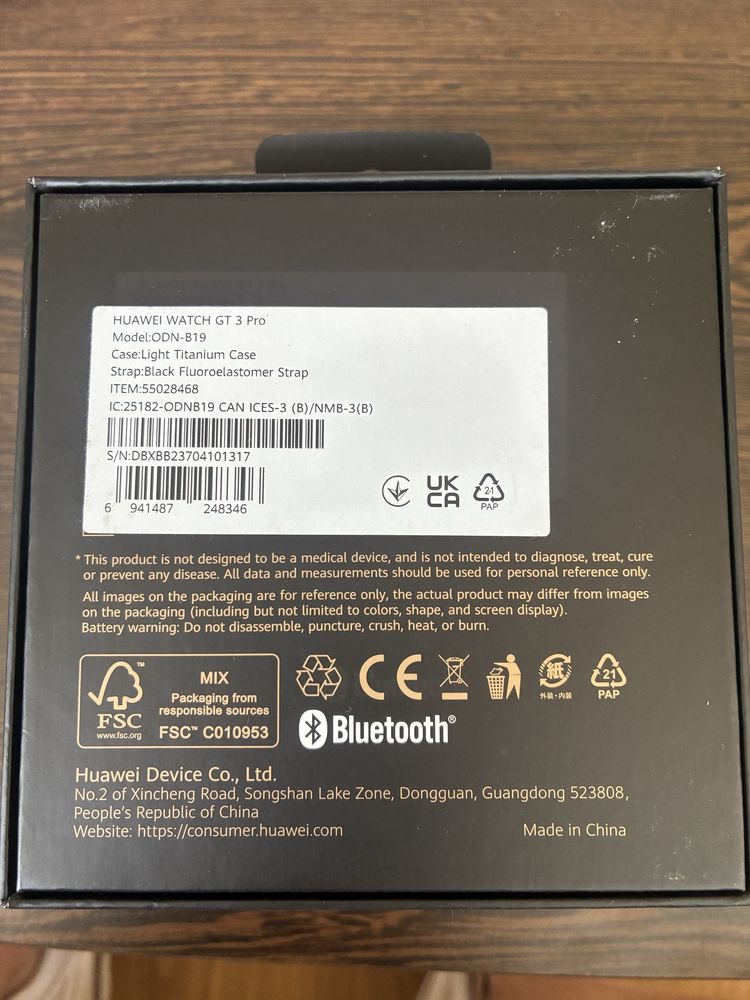 HUAWEI WATCH GT 3 Pro
Model:ODN-B19
Case:Light Titanium Case
Strap:Black Fluoroelastomer Strap
ITEM:55028468
IC:25182-ODNB19 CAN ICES-3 (B)/NMB-3(B)
S/N:DBXBB23704101317
6 941487 248346
UK
CA
21
PAP
* This product is not designed to be a medical device, and is not intended to diagnose, treat, cure
or prevent any disease. All data and measurements should be used for personal reference only.
All images on the packaging are for reference only, the actual product may differ from images
on the packaging (including but not limited to colors, shape, and screen display).
Battery warning: Do not disassemble, puncture, crush, heat, or burn.
FSC
www.fsc.org
MIX
Packaging from
responsible sources
FSC™ C010953
CE
紙
外装・内装
21
PAP
Bluetooth®
Huawei Device Co., Ltd.
No.2 of Xincheng Road, Songshan Lake Zone, Dongguan, Guangdong 523808,
People's Republic of China
Website: https://consumer.huawei.com
Made in China